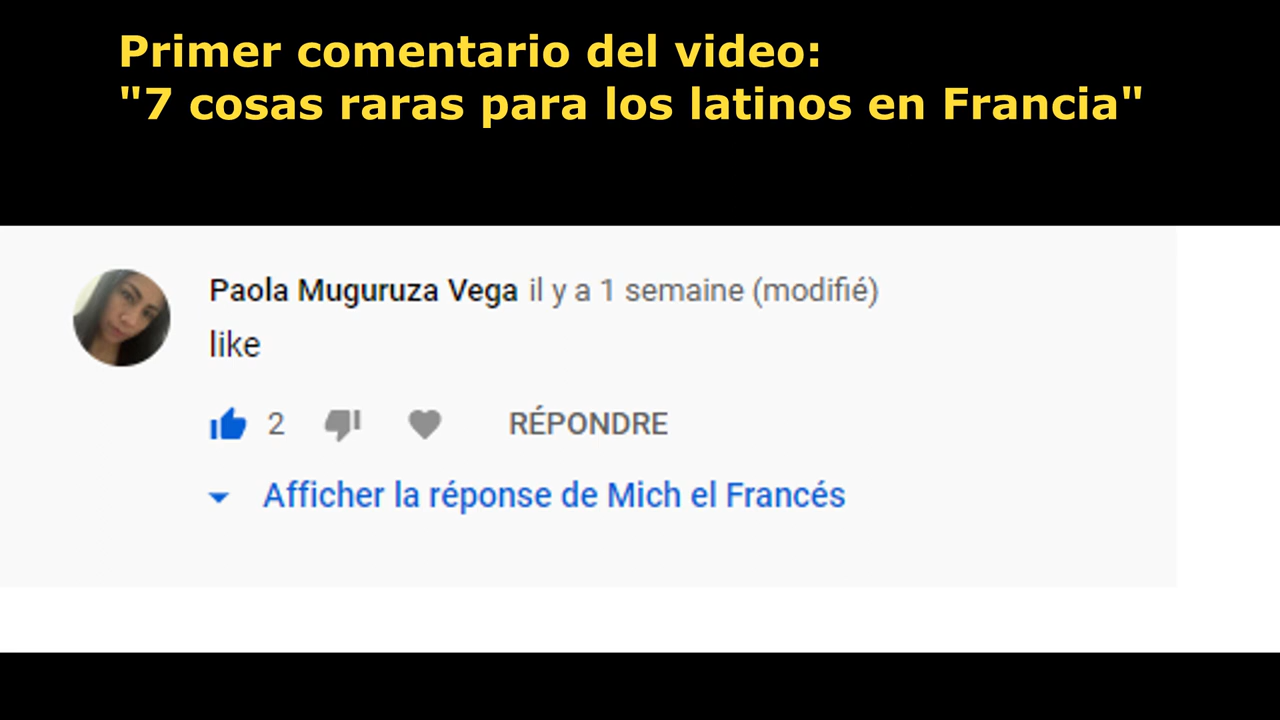 Primer comentario del video:
"7 cosas raras para los latinos en Francia"
Paola Muguruza Vega il y a 1 semaine (modifié)
like
2 RÉPONDRE
Afficher la réponse de Mich el Francés